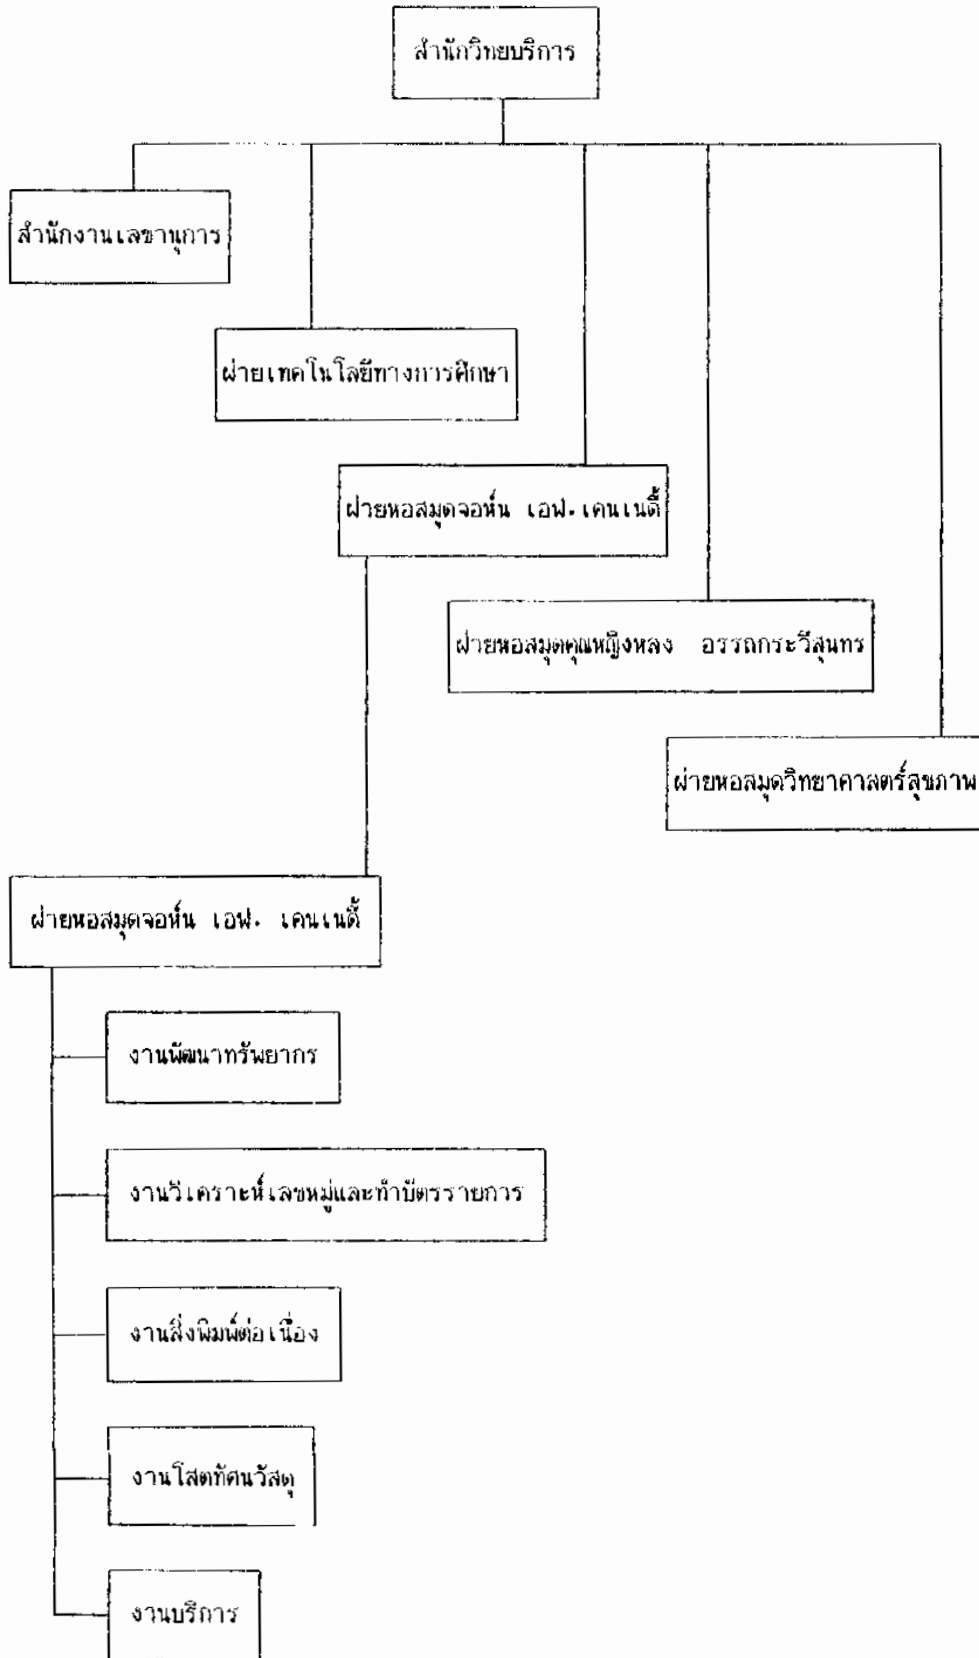 สำนักวิทยบริการ
สำนักงานเลขานุการ
ฝ่ายเทคโนโลยีทางการศึกษา
ฝ่ายหอสมุดจอห์น เอฟ. เคนเนดี้
ฝ่ายหอสมุดคุณหญิงหลง อรรถกระวีสุนทร
ฝ่ายหอสมุดวิทยาศาสตร์สุขภาพ
ฝ่ายหอสมุดจอห์น เอฟ. เคนเนดี้
งานพัฒนาทรัพยากร
งานวิเคราะห์เลขหมู่และทำบัตรรายการ
งานสิ่งพิมพ์ต่อเนื่อง
งานโสตทัศนวัสดุ
งานบริการ